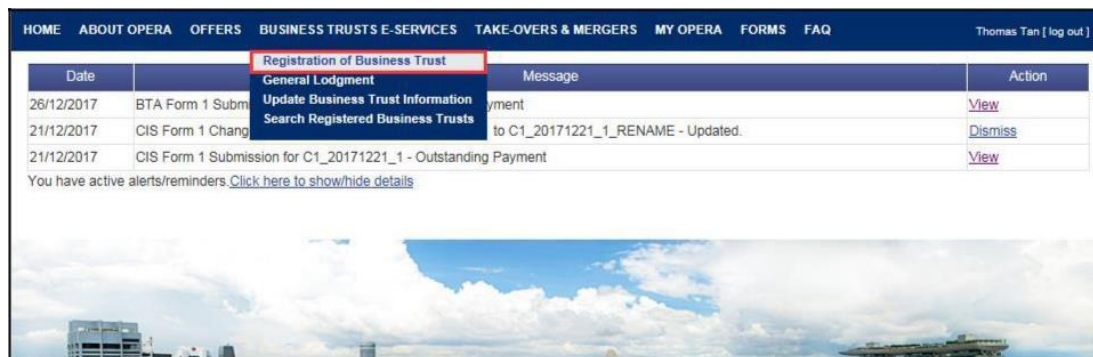 HOME ABOUT OPERA OFFERS BUSINESS TRUSTS E-SERVICES TAKE-OVERS & MERGERS MY OPERA FORMS FAQ Thomas Tan [ log out ]
Registration of Business Trust
General Lodgment
Update Business Trust Information
Search Registered Business Trusts
Date Message Action
26/12/2017 BTA Form 1 Subm yment View
21/12/2017 CIS Form 1 Chang to C1_20171221_1_RENAME - Updated. Dismiss
21/12/2017 CIS Form 1 Submission for C1_20171221_1 - Outstanding Payment View
You have active alerts/reminders.Click here to show/hide details